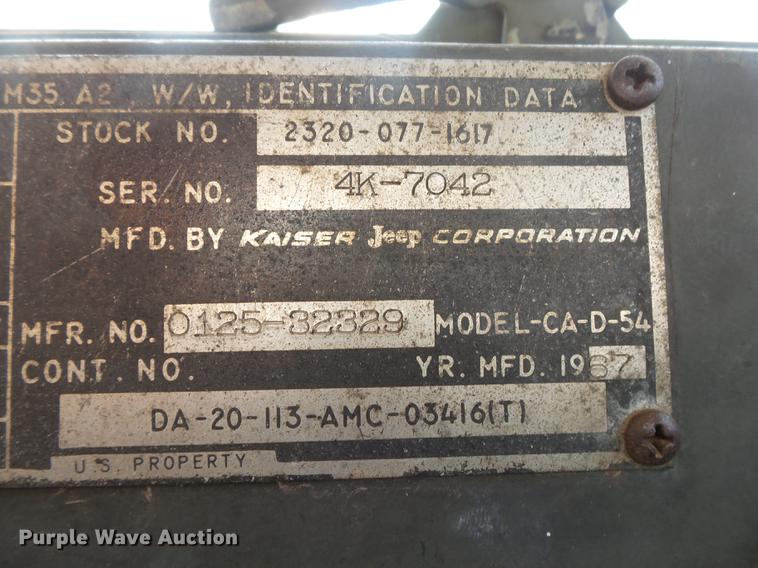 M35 A2, W/W, IDENTIFICATION DATA
STOCK NO. 2320-077-1617
SER. NO. 4K-7042
MFD. BY KAISER Jeep CORPORATION
MFR. NO. 0125-32329 MODEL-CA-D-54
CONT. NO. YR. MFD. 1967
DA-20-113-AMC-03416(T)
U.S. PROPERTY
Purple Wave Auction